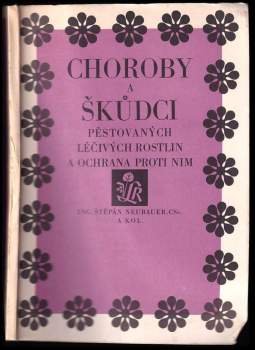 CHOROBY
A
ŠKŮDCI
PĚSTOVANÝCH
LÉČIVÝCH ROSTLIN
A OCHRANA PROTI NIM
ING. ŠTĚPÁN NEUBAUER, CSc.
A KOL.